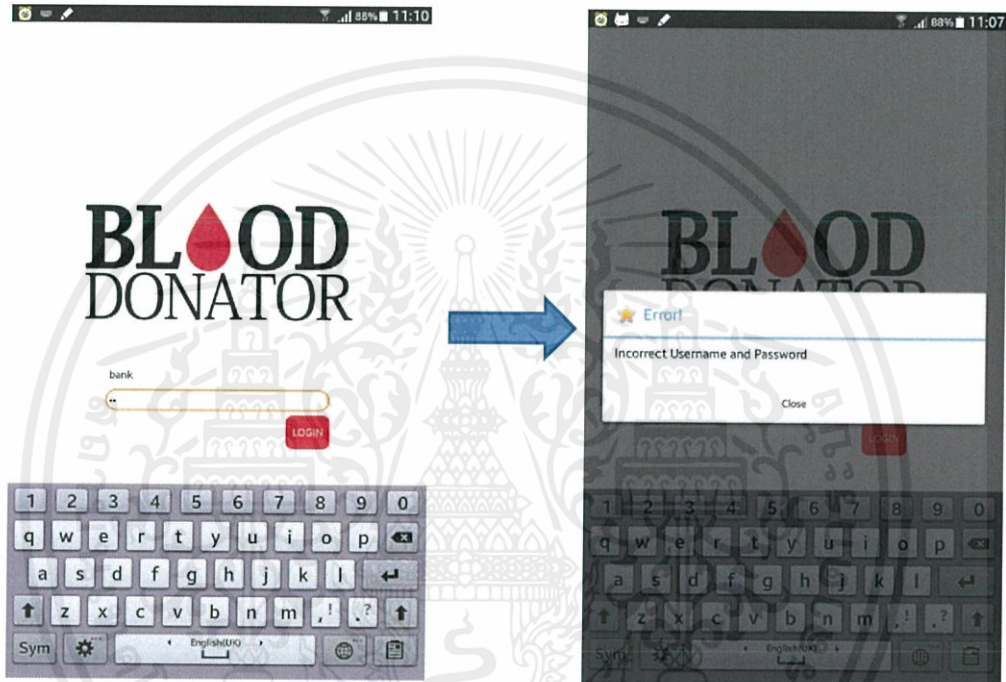 88% 11:10
BLOOD
DONATOR
bank
••
LOGIN
1 2 3 4 5 6 7 8 9 0
q w e r t y u i o p
a s d f g h j k l
z x c v b n m ,! .?
Sym English(UK)
88% 11:07
BLOOD
DONATOR
Error!
Incorrect Username and Password
Close
LOGIN
1 2 3 4 5 6 7 8 9 0
q w e r t y u i o p
a s d f g h j k l
z x c v b n m ,! .?
Sym English(UK)